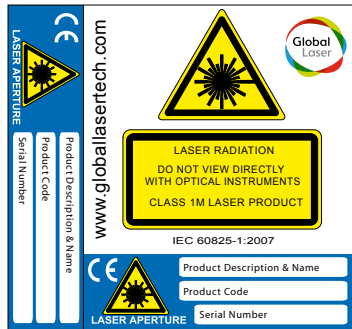 CE
LASER APERTURE
Product Description & Name
Product Code
Serial Number
www.globallasertech.com
Global
Laser
LASER RADIATION
DO NOT VIEW DIRECTLY
WITH OPTICAL INSTRUMENTS
CLASS 1M LASER PRODUCT
IEC 60825-1:2007
CE
LASER APERTURE
Product Description & Name
Product Code
Serial Number